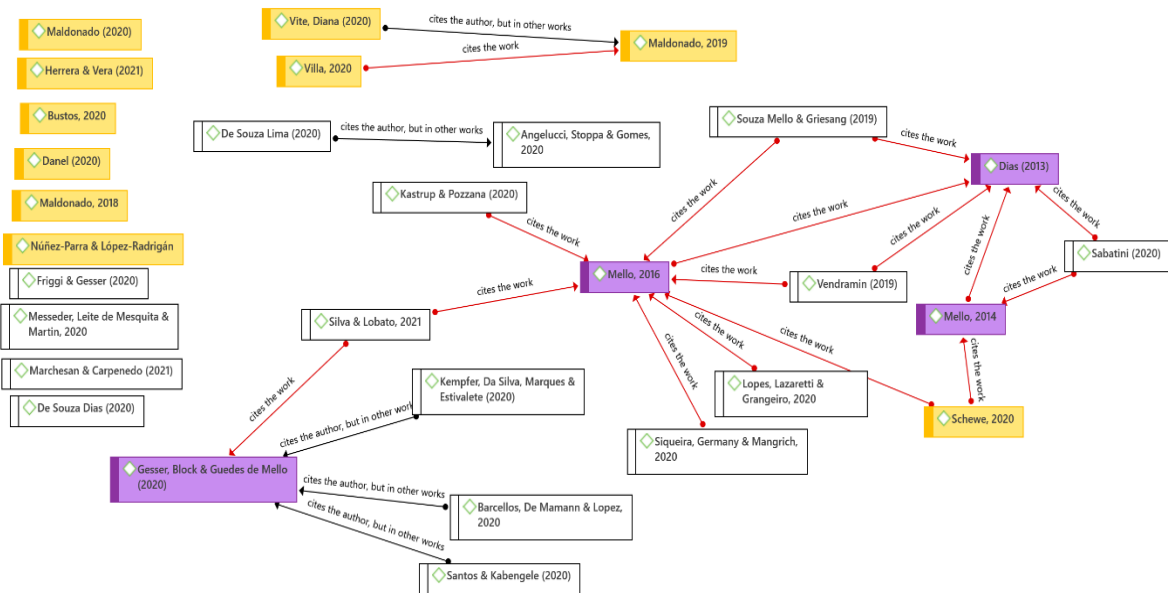 Maldonado (2020)
Herrera & Vera (2021)
Bustos, 2020
Danel (2020)
Maldonado, 2018
Núñez-Parra & López-Radrigán
Friggi & Gesser (2020)
Messeder, Leite de Mesquita &
Martin, 2020
Marchesan & Carpenedo (2021)
De Souza Dias (2020)
Vite, Diana (2020)
cites the author, but in other works
Maldonado, 2019
Villa, 2020
cites the work
De Souza Lima (2020)
cites the author, but in other works
Angelucci, Stoppa & Gomes,
2020
Souza Mello & Griesang (2019)
cites the work
Dias (2013)
cites the work
Kastrup & Pozzana (2020)
cites the work
cites the work
cites the work
cites the work
cites the work
Sabatini (2020)
cites the work
Mello, 2016
cites the work
Vendramin (2019)
Mello, 2014
Silva & Lobato, 2021
cites the work
cites the work
cites the work
cites the work
cites the work
cites the work
Kempfer, Da Silva, Marques &
Estivalete (2020)
Lopes, Lazaretti &
Grangeiro, 2020
Schewe, 2020
cites the author, but in other work
Siqueira, Germany & Mangrich,
2020
Gesser, Block & Guedes de Mello
(2020)
cites the author, but in other works
Barcellos, De Mamann & Lopez,
2020
cites the author, but in other works
Santos & Kabengele (2020)